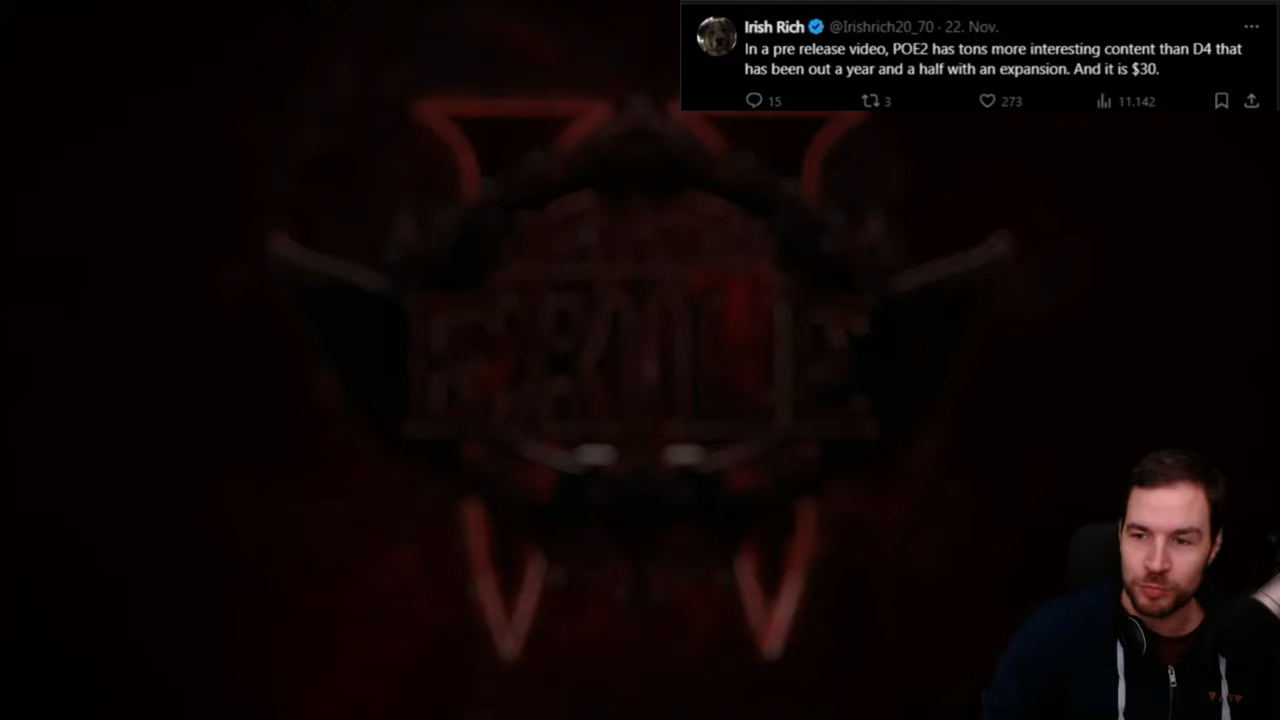 Irish Rich @Irishrich20_70 · 22. Nov.
In a pre release video, POE2 has tons more interesting content than D4 that
has been out a year and a half with an expansion. And it is $30.
15 3 273 11.142
EXILE